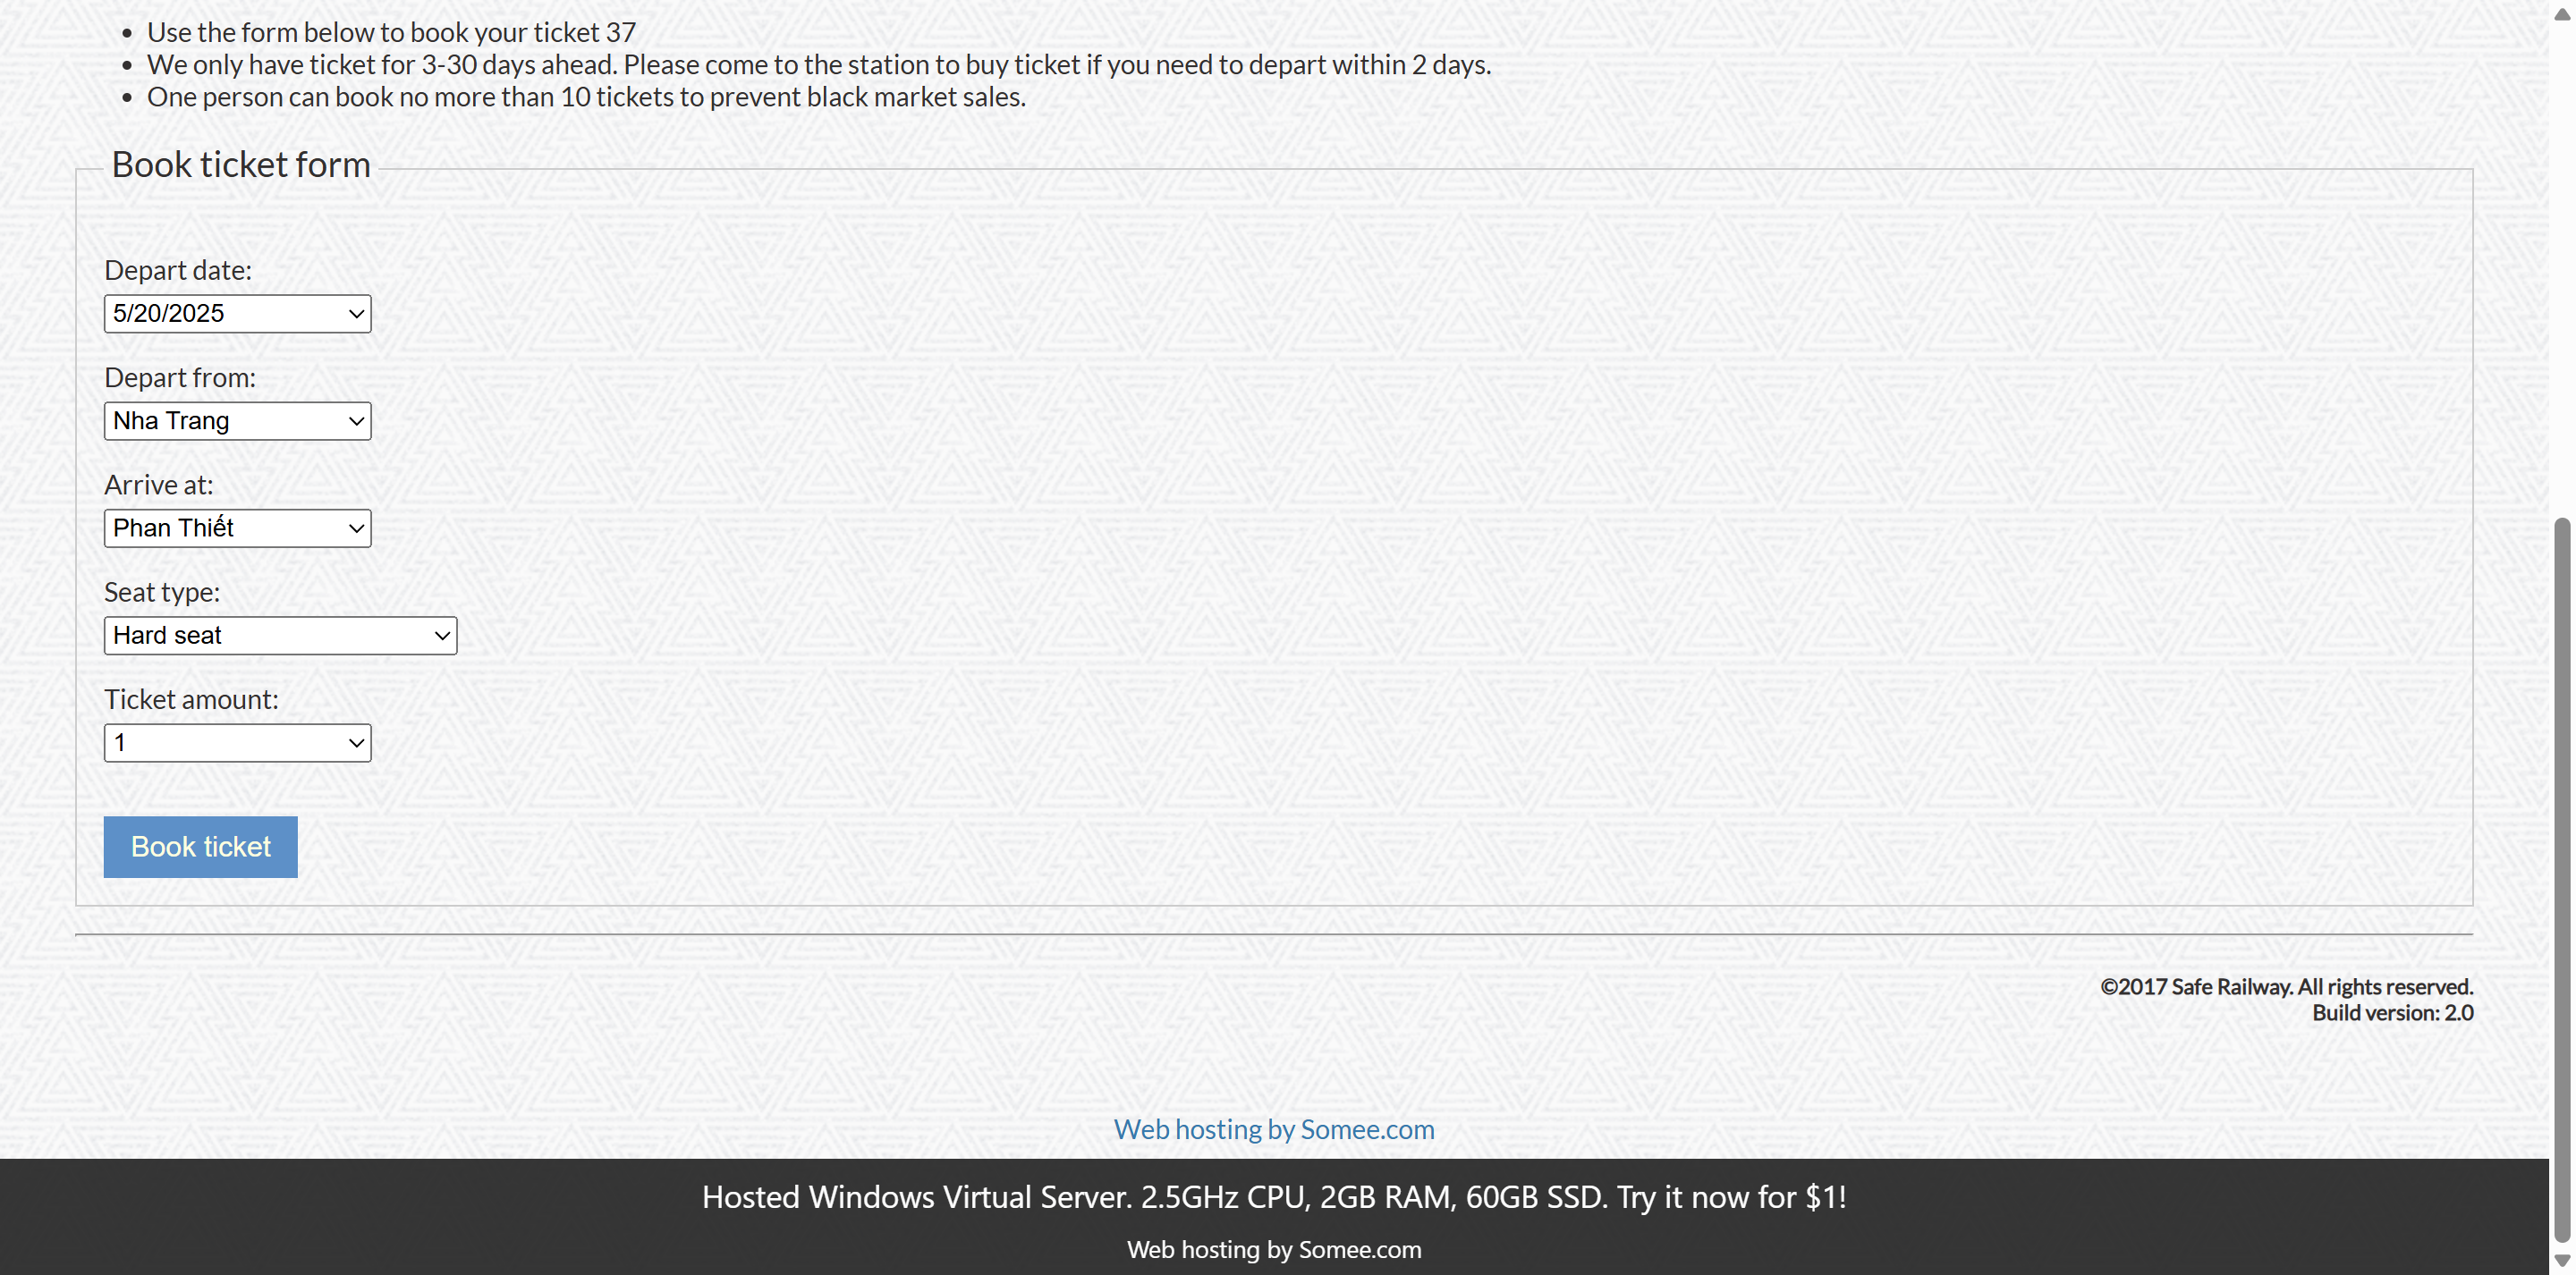 Use the form below to book your ticket 37
We only have ticket for 3-30 days ahead. Please come to the station to buy ticket if you need to depart within 2 days.
One person can book no more than 10 tickets to prevent black market sales.
Book ticket form
Depart date:
5/20/2025
Depart from:
Nha Trang
Arrive at:
Phan Thiết
Seat type:
Hard seat
Ticket amount:
1
Book ticket
©2017 Safe Railway. All rights reserved.
Build version: 2.0
Web hosting by Somee.com
Hosted Windows Virtual Server. 2.5GHz CPU, 2GB RAM, 60GB SSD. Try it now for $1!
Web hosting by Somee.com